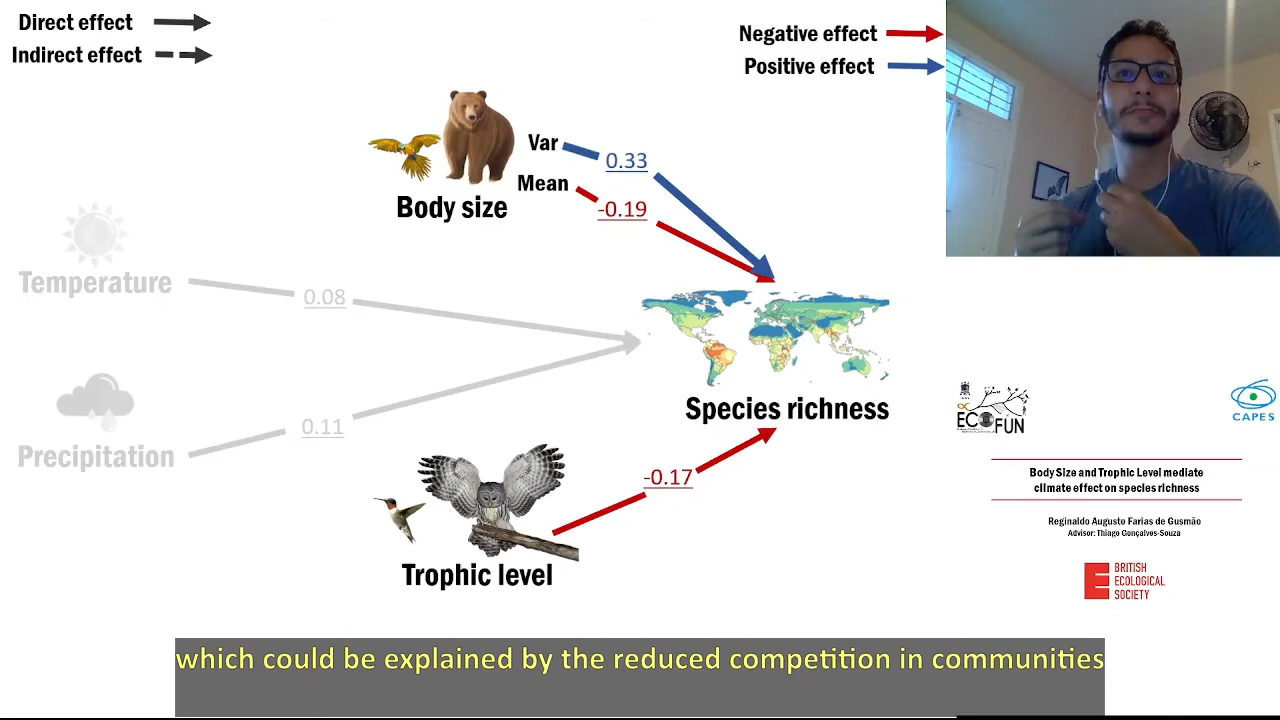 Direct effect
Indirect effect
Negative effect
Positive effect
Var
0.33
Mean
-0.19
Body size
Temperature
0.08
Precipitation
0.11
Species richness
-0.17
Trophic level
ECOFUN
CAPES
Body Size and Trophic Level mediate
climate effect on species richness
Reginaldo Augusto Farias de Gusmão
Advisor: Thiago Gonçalves-Souza
BRITISH
ECOLOGICAL
SOCIETY
which could be explained by the reduced competition in communities